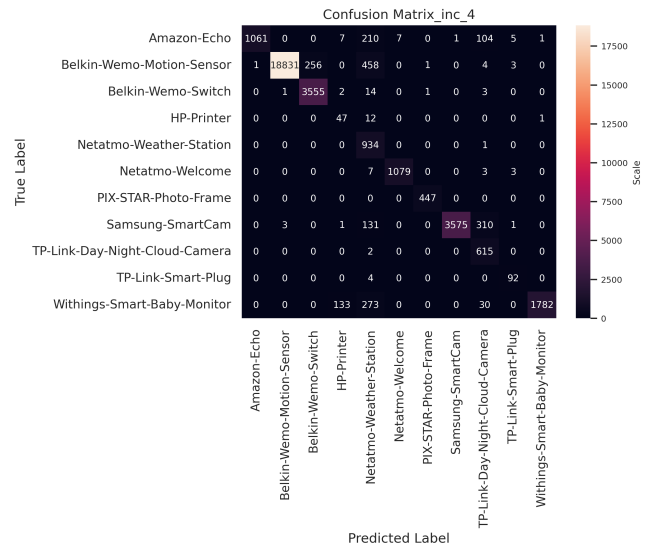 Confusion Matrix_inc_4
Amazon-Echo 1061 0 0 7 210 7 0 1 104 5 1
Belkin-Wemo-Motion-Sensor 1 18831 256 0 458 0 1 0 4 3 0
Belkin-Wemo-Switch 0 1 3555 2 14 0 1 0 3 0 0
HP-Printer 0 0 0 47 12 0 0 0 0 0 1
Netatmo-Weather-Station 0 0 0 0 934 0 0 0 1 0 0
Netatmo-Welcome 0 0 0 0 7 1079 0 0 3 3 0
PIX-STAR-Photo-Frame 0 0 0 0 0 0 447 0 0 0 0
Samsung-SmartCam 0 3 0 1 131 0 0 3575 310 1 0
TP-Link-Day-Night-Cloud-Camera 0 0 0 0 2 0 0 0 615 0 0
TP-Link-Smart-Plug 0 0 0 0 4 0 0 0 0 92 0
Withings-Smart-Baby-Monitor 0 0 0 133 273 0 0 0 30 0 1782
True Label
Amazon-Echo
Belkin-Wemo-Motion-Sensor
Belkin-Wemo-Switch
HP-Printer
Netatmo-Weather-Station
Netatmo-Welcome
PIX-STAR-Photo-Frame
Samsung-SmartCam
TP-Link-Day-Night-Cloud-Camera
TP-Link-Smart-Plug
Withings-Smart-Baby-Monitor
Predicted Label
17500
15000
12500
10000
7500
5000
2500
0
Scale